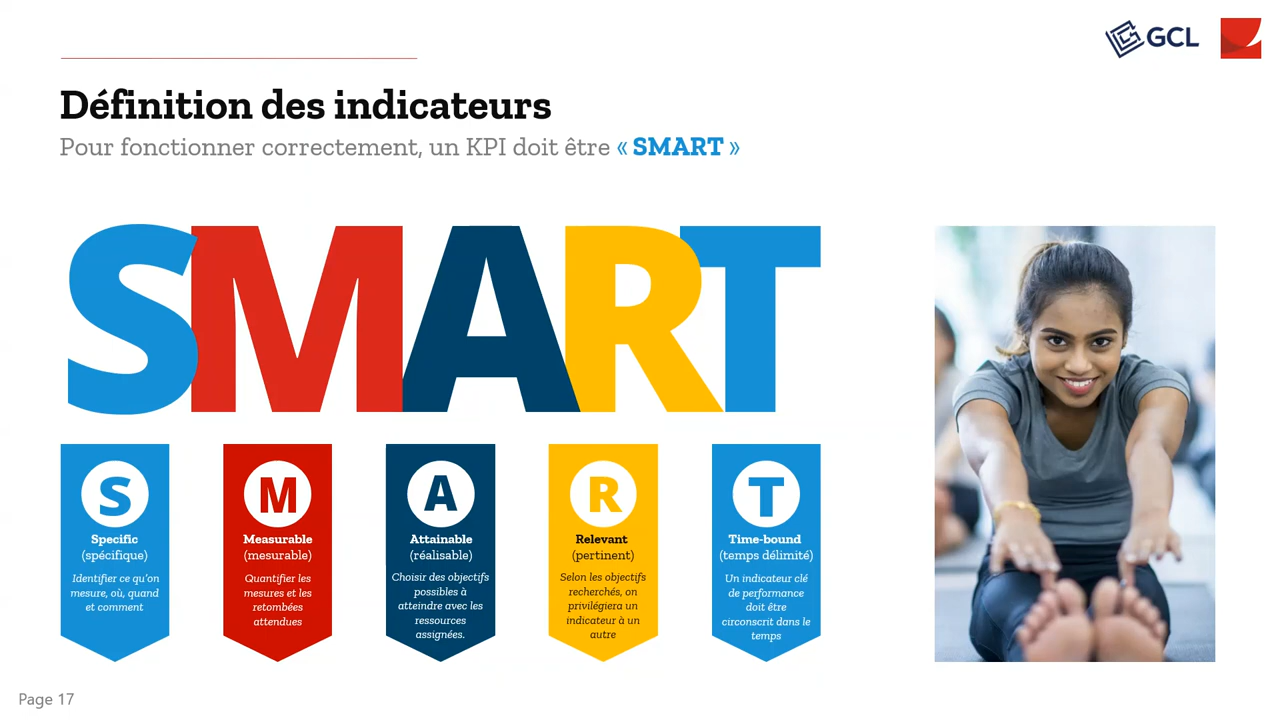 GCL
Définition des indicateurs
Pour fonctionner correctement, un KPI doit être « SMART »
SMART
S
Specific
(spécifique)
Identifier ce qu'on
mesure, où, quand
et comment
M
Measurable
(mesurable)
Quantifier les
mesures et les
retombées
attendues
A
Attainable
(réalisable)
Choisir des objectifs
possibles à
atteindre avec les
ressources
assignées.
R
Relevant
(pertinent)
Selon les objectifs
recherchés, on
privilégiera un
indicateur à un
autre
T
Time-bound
(temps délimité)
Un indicateur clé
de performance
doit être
circonscrit dans le
temps
Page 17